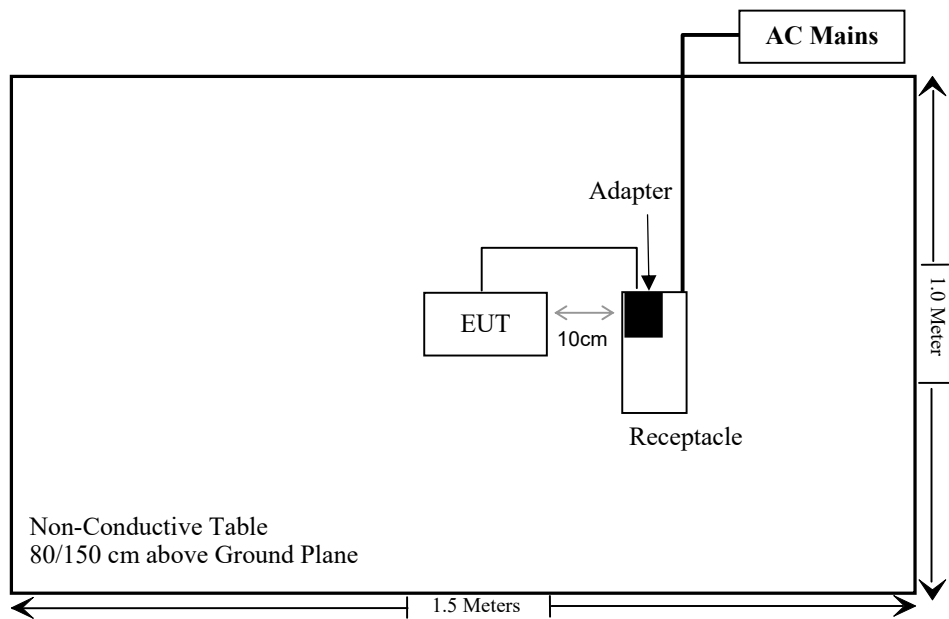 AC Mains
Adapter
EUT
10cm
1.0 Meter
Receptacle
Non-Conductive Table
80/150 cm above Ground Plane
1.5 Meters